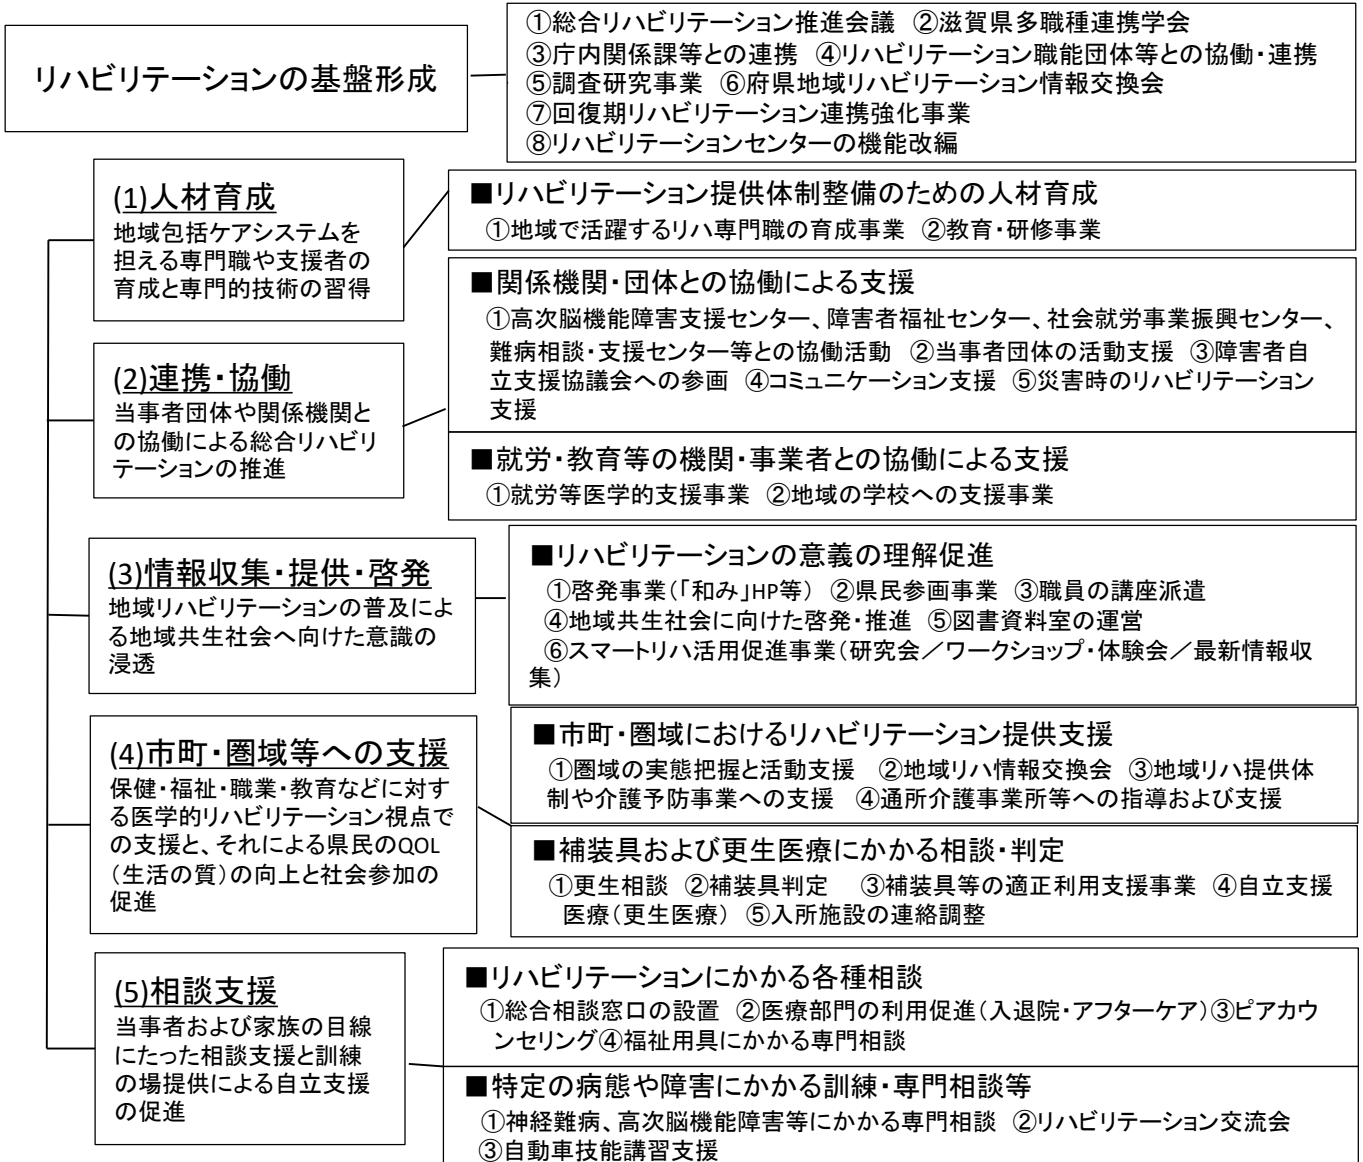 リハビリテーションの基盤形成
①総合リハビリテーション推進会議 ②滋賀県多職種連携学会
③庁内関係課等との連携 ④リハビリテーション職能団体等との協働・連携
⑤調査研究事業 ⑥府県地域リハビリテーション情報交換会
⑦回復期リハビリテーション連携強化事業
⑧リハビリテーションセンターの機能改編
(1)人材育成
地域包括ケアシステムを
担える専門職や支援者の
育成と専門的技術の習得
■リハビリテーション提供体制整備のための人材育成
①地域で活躍するリハ専門職の育成事業 ②教育・研修事業
(2)連携・協働
当事者団体や関係機関と
の協働による総合リハビリ
テーションの推進
■関係機関・団体との協働による支援
①高次脳機能障害支援センター、障害者福祉センター、社会就労事業振興センター、
難病相談・支援センター等との協働活動 ②当事者団体の活動支援 ③障害者自
立支援協議会への参画 ④コミュニケーション支援 ⑤災害時のリハビリテーション
支援
■就労・教育等の機関・事業者との協働による支援
①就労等医学的支援事業 ②地域の学校への支援事業
(3)情報収集・提供・啓発
地域リハビリテーションの普及によ
る地域共生社会へ向けた意識の
浸透
■リハビリテーションの意義の理解促進
①啓発事業(「和み」HP等) ②県民参画事業 ③職員の講座派遣
④地域共生社会に向けた啓発・推進 ⑤図書資料室の運営
⑥スマートリハ活用促進事業(研究会／ワークショップ・体験会／最新情報収
集)
(4)市町・圏域等への支援
保健・福祉・職業・教育などに対す
る医学的リハビリテーション視点で
の支援と、それによる県民のQOL
(生活の質)の向上と社会参加の
促進
■市町・圏域におけるリハビリテーション提供支援
①圏域の実態把握と活動支援 ②地域リハ情報交換会 ③地域リハ提供体
制や介護予防事業への支援 ④通所介護事業所等への指導および支援
■補装具および更生医療にかかる相談・判定
①更生相談 ②補装具判定 ③補装具等の適正利用支援事業 ④自立支援
医療(更生医療) ⑤入所施設の連絡調整
(5)相談支援
当事者および家族の目線
にたった相談支援と訓練
の場提供による自立支援
の促進
■リハビリテーションにかかる各種相談
①総合相談窓口の設置 ②医療部門の利用促進(入退院・アフターケア)③ピアカウ
ンセリング④福祉用具にかかる専門相談
■特定の病態や障害にかかる訓練・専門相談等
①神経難病、高次脳機能障害等にかかる専門相談 ②リハビリテーション交流会
③自動車技能講習支援